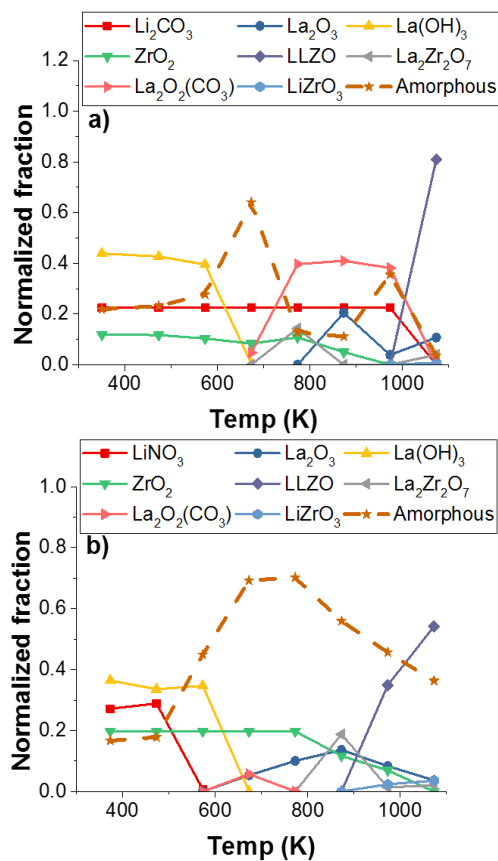 Li₂CO₃ La₂O₃ La(OH)₃
ZrO₂ LLZO La₂Zr₂O₇
La₂O₂(CO₃) LiZrO₃ Amorphous
a)
1.2
1.0
0.8
0.6
0.4
0.2
0.0
Normalized fraction
400 600 800 1000
Temp (K)
LiNO₃ La₂O₃ La(OH)₃
ZrO₂ LLZO La₂Zr₂O₇
La₂O₂(CO₃) LiZrO₃ Amorphous
b)
1.0
0.8
0.6
0.4
0.2
0.0
Normalized fraction
400 600 800 1000
Temp (K)